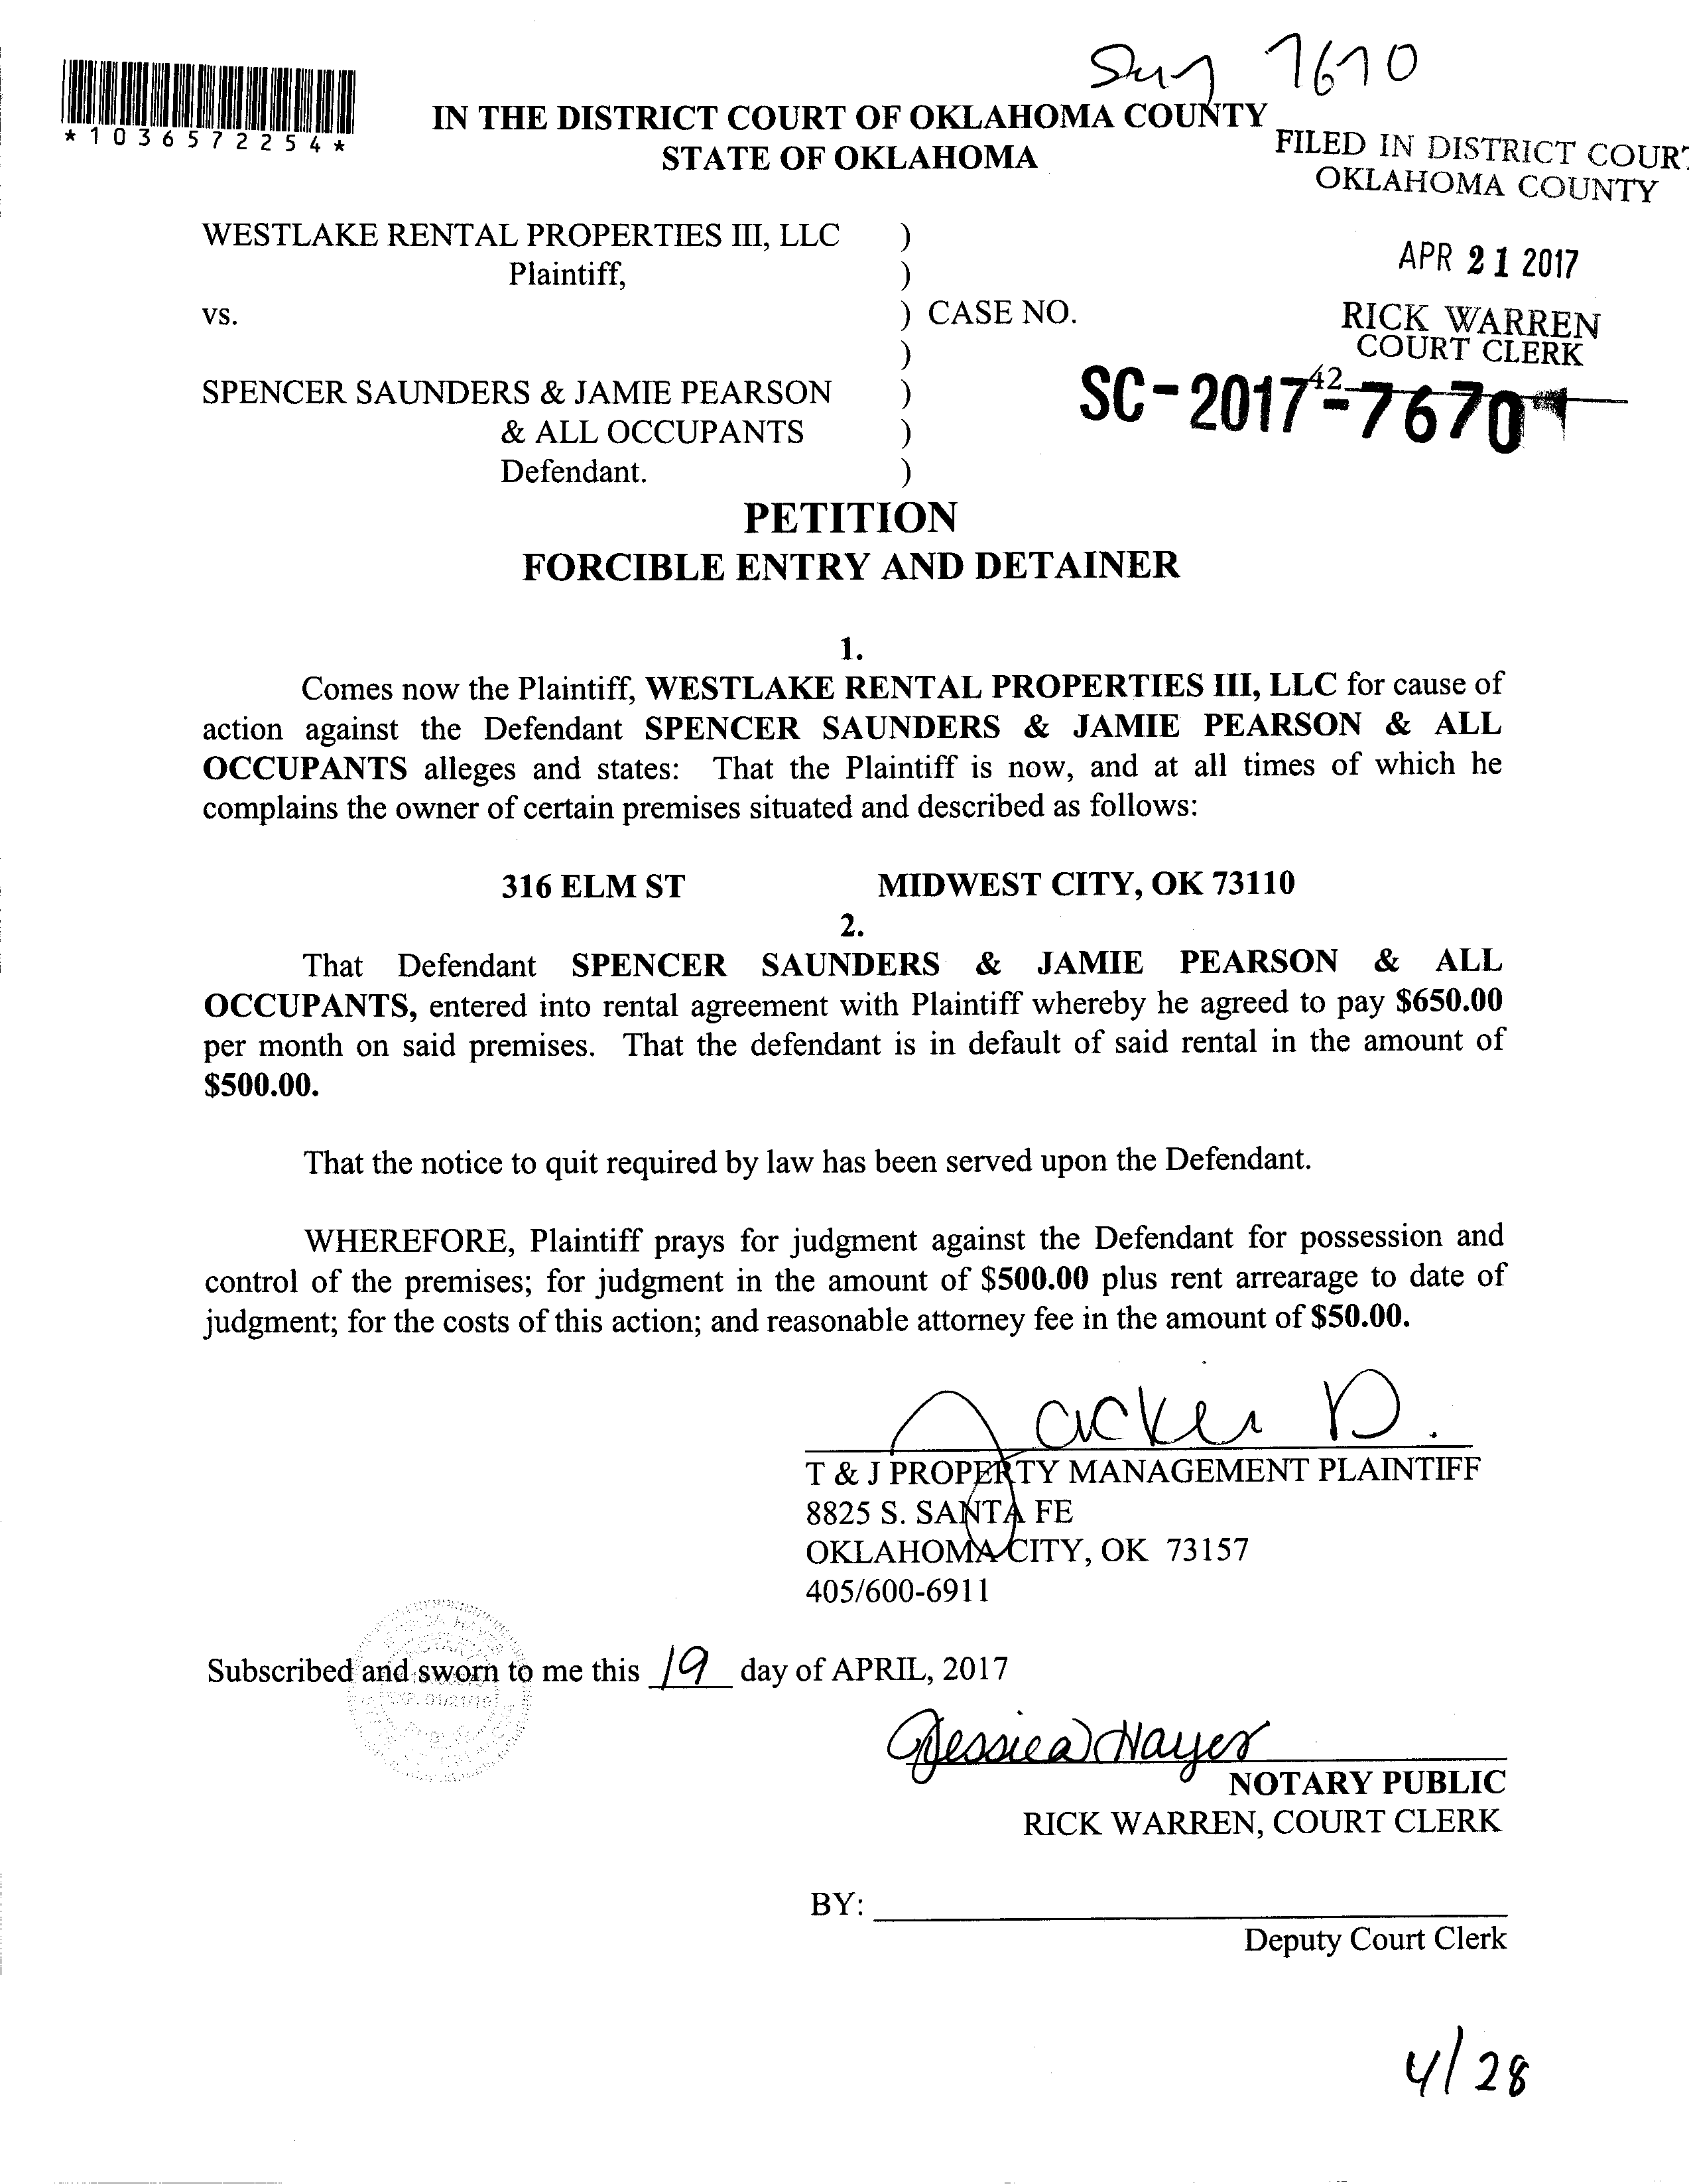 7670
*1036572254*
IN THE DISTRICT COURT OF OKLAHOMA COUNTY
STATE OF OKLAHOMA
FILED IN DISTRICT COURT
OKLAHOMA COUNTY
APR 21 2017
RICK WARREN
COURT CLERK
42
WESTLAKE RENTAL PROPERTIES III, LLC )
Plaintiff, )
vs. ) CASE NO.
)
SC-2017-7670
SPENCER SAUNDERS & JAMIE PEARSON )
& ALL OCCUPANTS )
Defendant. )
PETITION
FORCIBLE ENTRY AND DETAINER
1.
Comes now the Plaintiff, WESTLAKE RENTAL PROPERTIES III, LLC for cause of
action against the Defendant SPENCER SAUNDERS & JAMIE PEARSON & ALL
OCCUPANTS alleges and states: That the Plaintiff is now, and at all times of which he
complains the owner of certain premises situated and described as follows:
316 ELM ST MIDWEST CITY, OK 73110
2.
That Defendant SPENCER SAUNDERS & JAMIE PEARSON & ALL
OCCUPANTS, entered into rental agreement with Plaintiff whereby he agreed to pay $650.00
per month on said premises. That the defendant is in default of said rental in the amount of
$500.00.
That the notice to quit required by law has been served upon the Defendant.
WHEREFORE, Plaintiff prays for judgment against the Defendant for possession and
control of the premises; for judgment in the amount of $500.00 plus rent arrearage to date of
judgment; for the costs of this action; and reasonable attorney fee in the amount of $50.00.
Jackie D.
T & J PROPERTY MANAGEMENT PLAINTIFF
8825 S. SANTA FE
OKLAHOMA CITY, OK 73157
405/600-6911
Subscribed and sworn to me this 19 day of APRIL, 2017
Jessica Hayes
NOTARY PUBLIC
RICK WARREN, COURT CLERK
BY:
Deputy Court Clerk
4/28